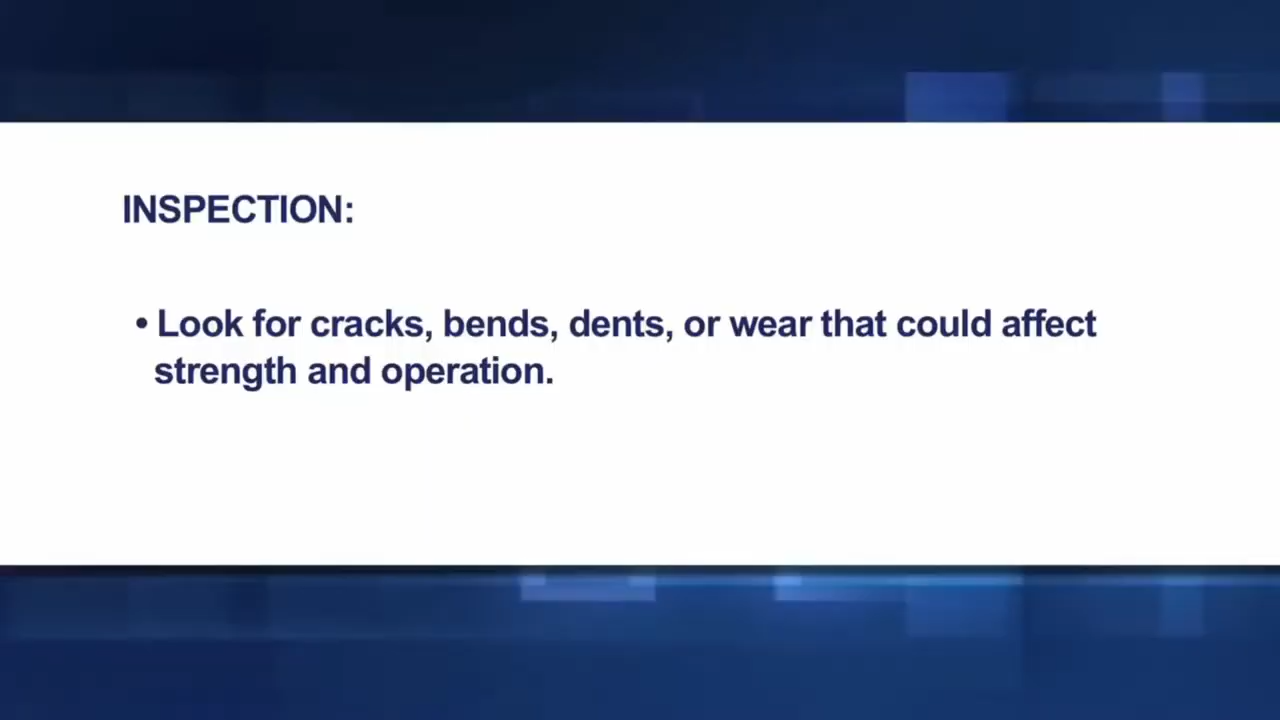 INSPECTION:
• Look for cracks, bends, dents, or wear that could affect
strength and operation.